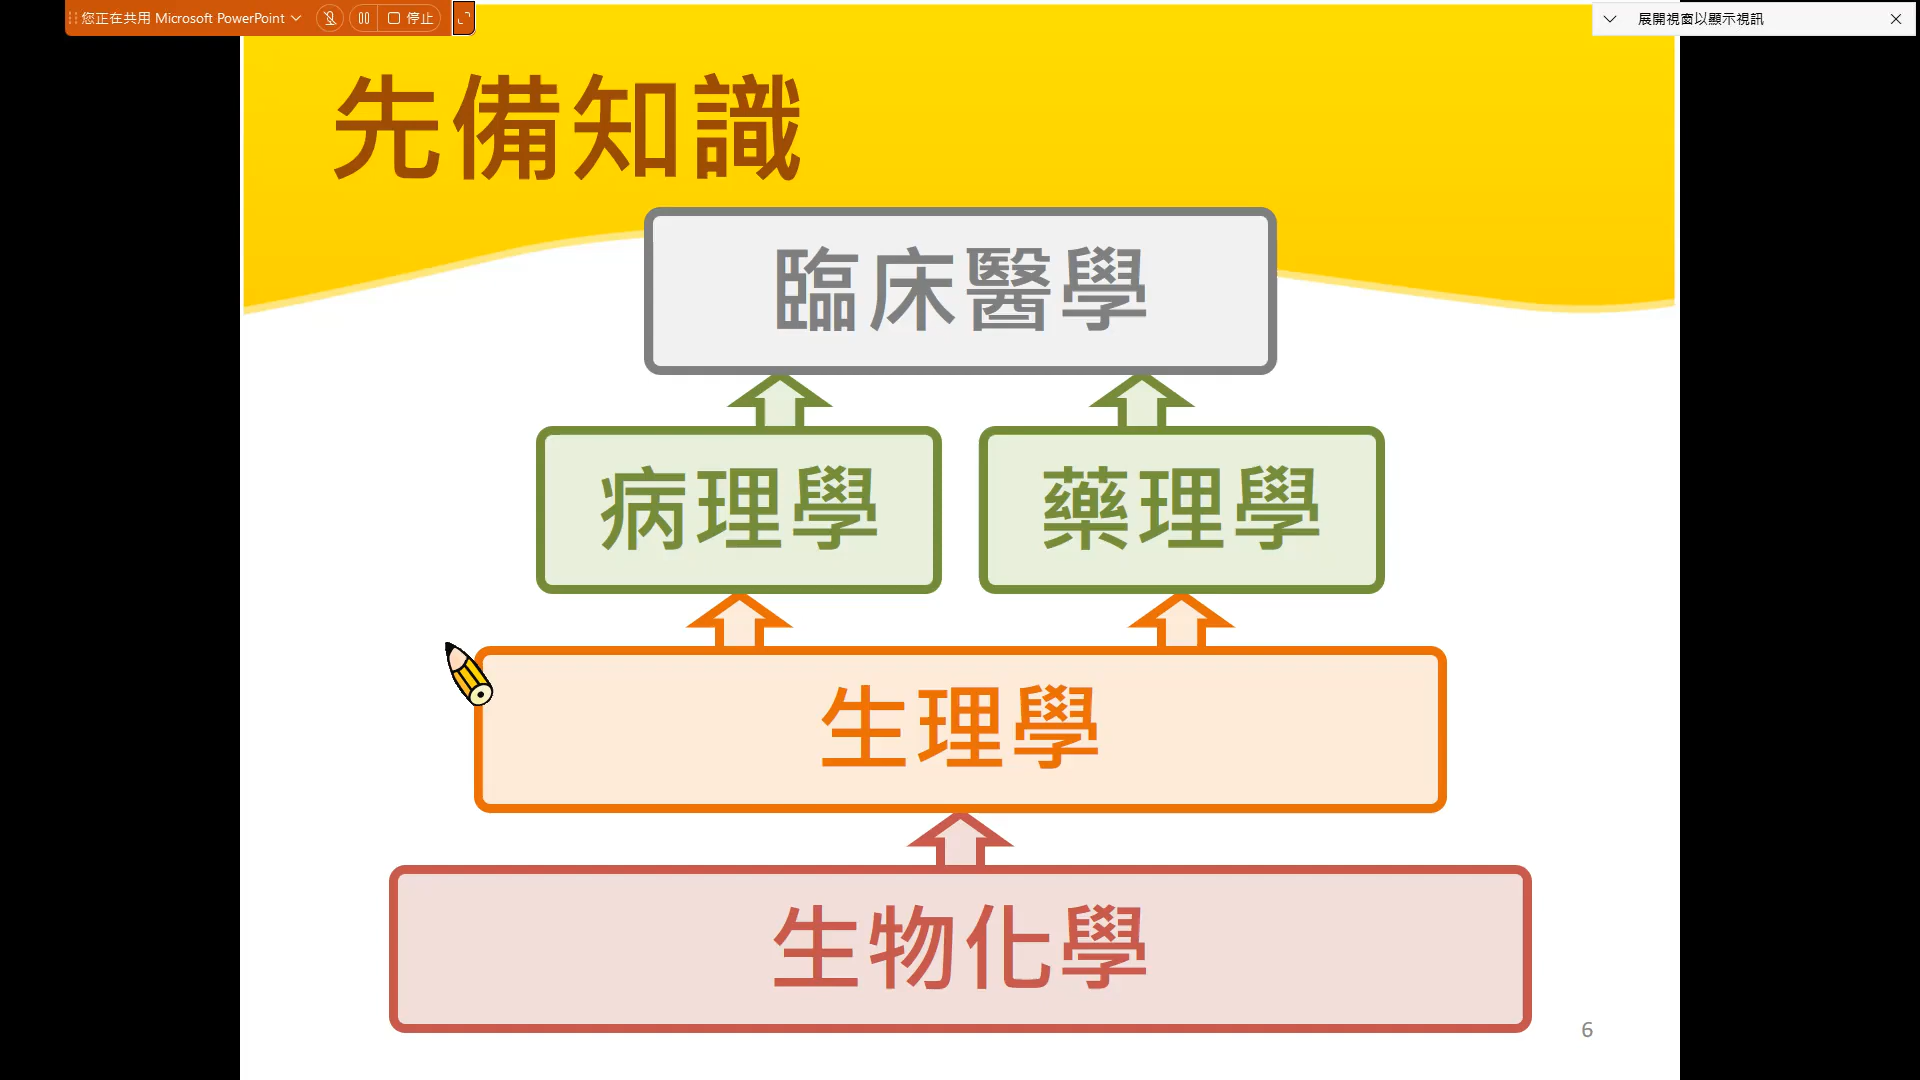 您正在共用 Microsoft PowerPoint 停止
展開視窗以顯示視訊
先備知識
臨床醫學
病理學 藥理學
生理學
生物化學
6